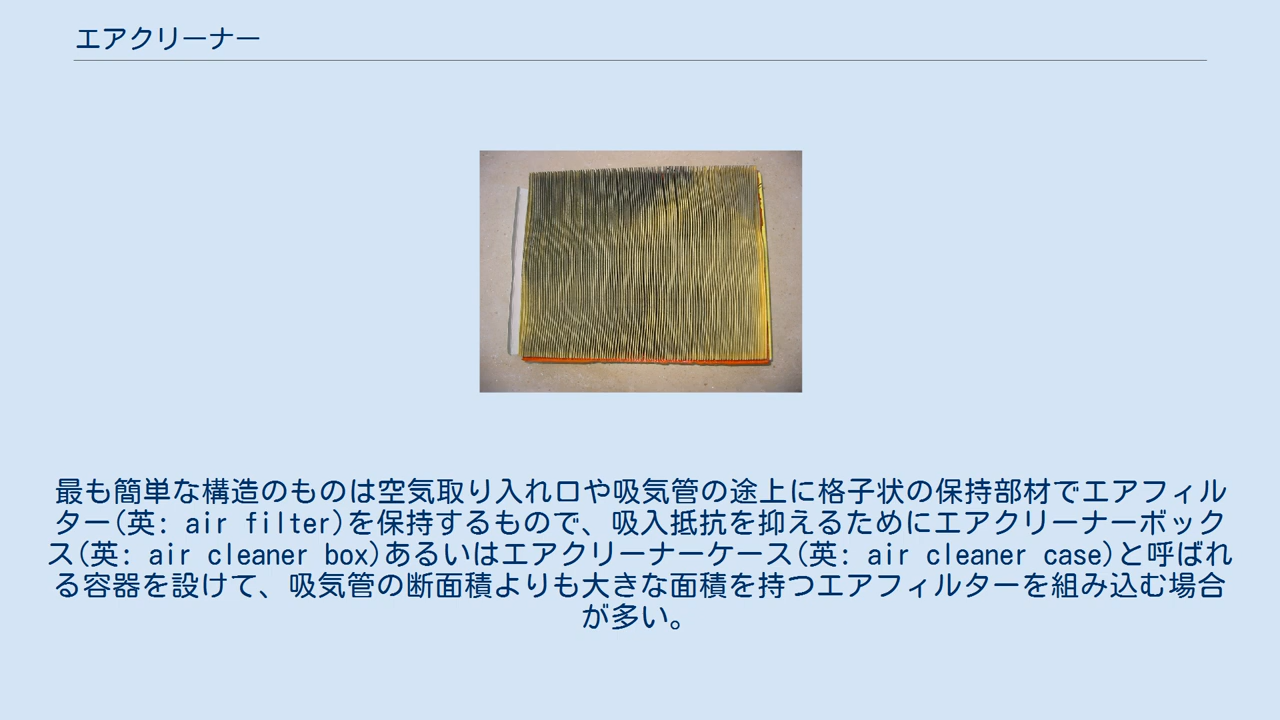 エアクリーナー
最も簡単な構造のものは空気取り入れ口や吸気管の途上に格子状の保持部材でエアフィル
ター(英: air filter)を保持するもので、吸入抵抗を抑えるためにエアクリーナーボック
ス(英: air cleaner box)あるいはエアクリーナーケース(英: air cleaner case)と呼ばれ
る容器を設けて、吸気管の断面積よりも大きな面積を持つエアフィルターを組み込む場合
が多い。